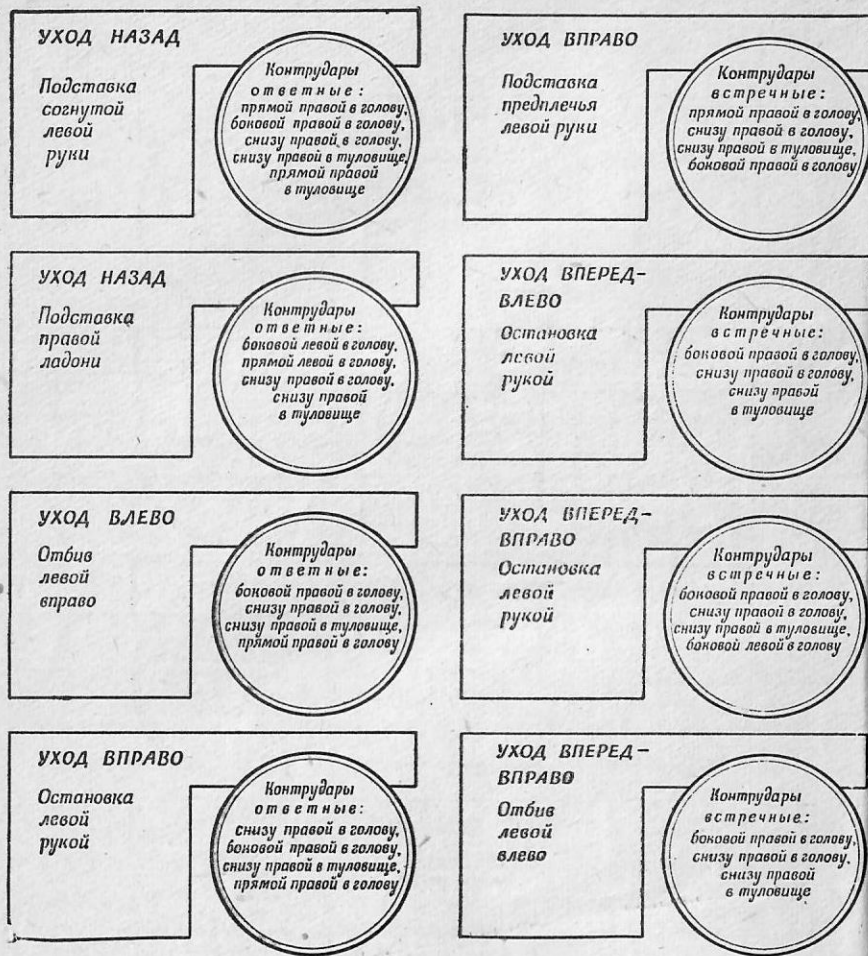 УХОД НАЗАД
Подставка
согнутой
левой
руки
Контрудары
ответные:
прямой правой в голову,
боковой правой в голову,
снизу правой в голову,
снизу правой в туловище,
прямой правой
в туловище
УХОД ВПРАВО
Подставка
предплечья
левой руки
Контрудары
встречные:
прямой правой в голову,
снизу правой в голову,
снизу правой в туловище,
боковой правой в голову
УХОД НАЗАД
Подставка
правой
ладони
Контрудары
ответные:
боковой левой в голову,
прямой левой в голову,
снизу правой в голову,
снизу правой
в туловище
УХОД ВПЕРЕД-
ВЛЕВО
Остановка
левой
рукой
Контрудары
встречные:
боковой правой в голову,
снизу правой в голову,
снизу правой
в туловище
УХОД ВЛЕВО
Отбив
левой
вправо
Контрудары
ответные:
боковой правой в голову,
снизу правой в голову,
снизу правой в туловище,
прямой правой в голову
УХОД ВПЕРЕД-
ВПРАВО
Остановка
левой
рукой
Контрудары
встречные:
боковой правой в голову,
снизу правой в голову,
снизу правой в туловище,
боковой левой в голову
УХОД ВПРАВО
Остановка
левой
рукой
Контрудары
ответные:
снизу правой в голову,
боковой правой в голову,
снизу правой в туловище,
прямой правой в голову
УХОД ВПЕРЕД-
ВПРАВО
Отбив
левой
влево
Контрудары
встречные:
боковой правой в голову,
снизу правой в голову,
снизу правой
в туловище